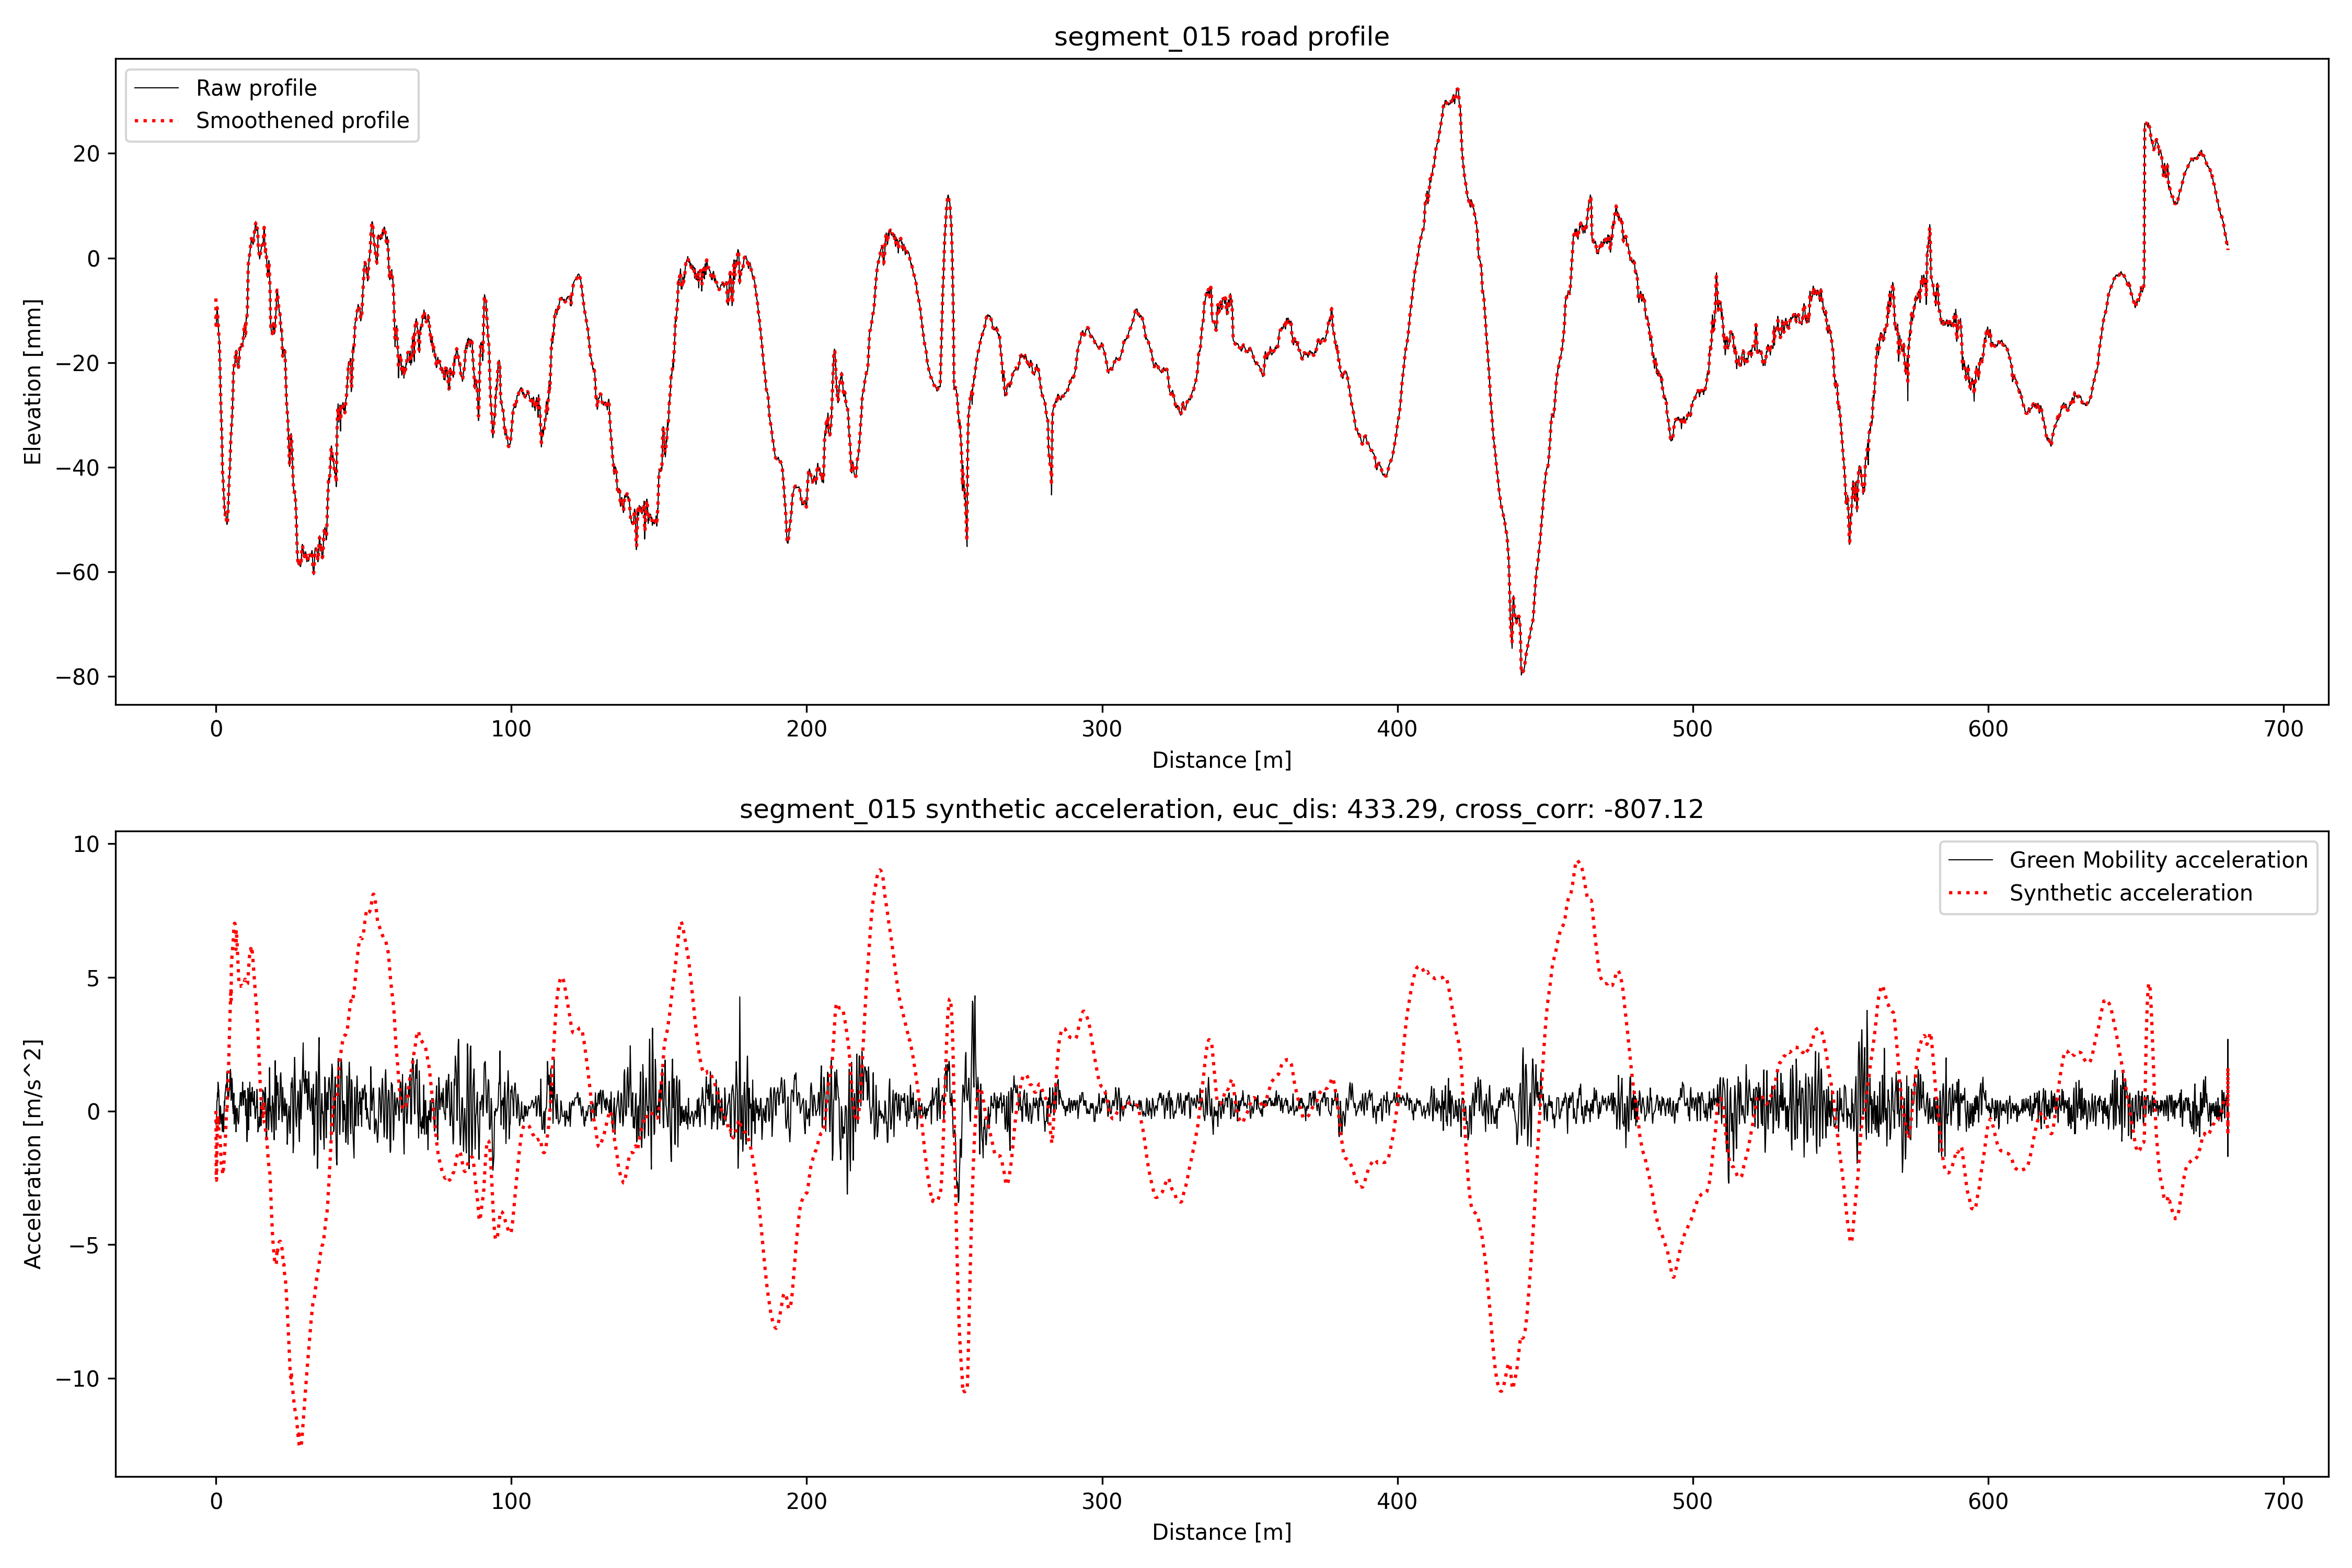 segment_015 road profile
Raw profile
Smoothened profile
20
0
−20
−40
−60
−80
Elevation [mm]
0 100 200 300 400 500 600 700
Distance [m]
segment_015 synthetic acceleration, euc_dis: 433.29, cross_corr: -807.12
Green Mobility acceleration
Synthetic acceleration
10
5
0
−5
−10
Acceleration [m/s^2]
0 100 200 300 400 500 600 700
Distance [m]